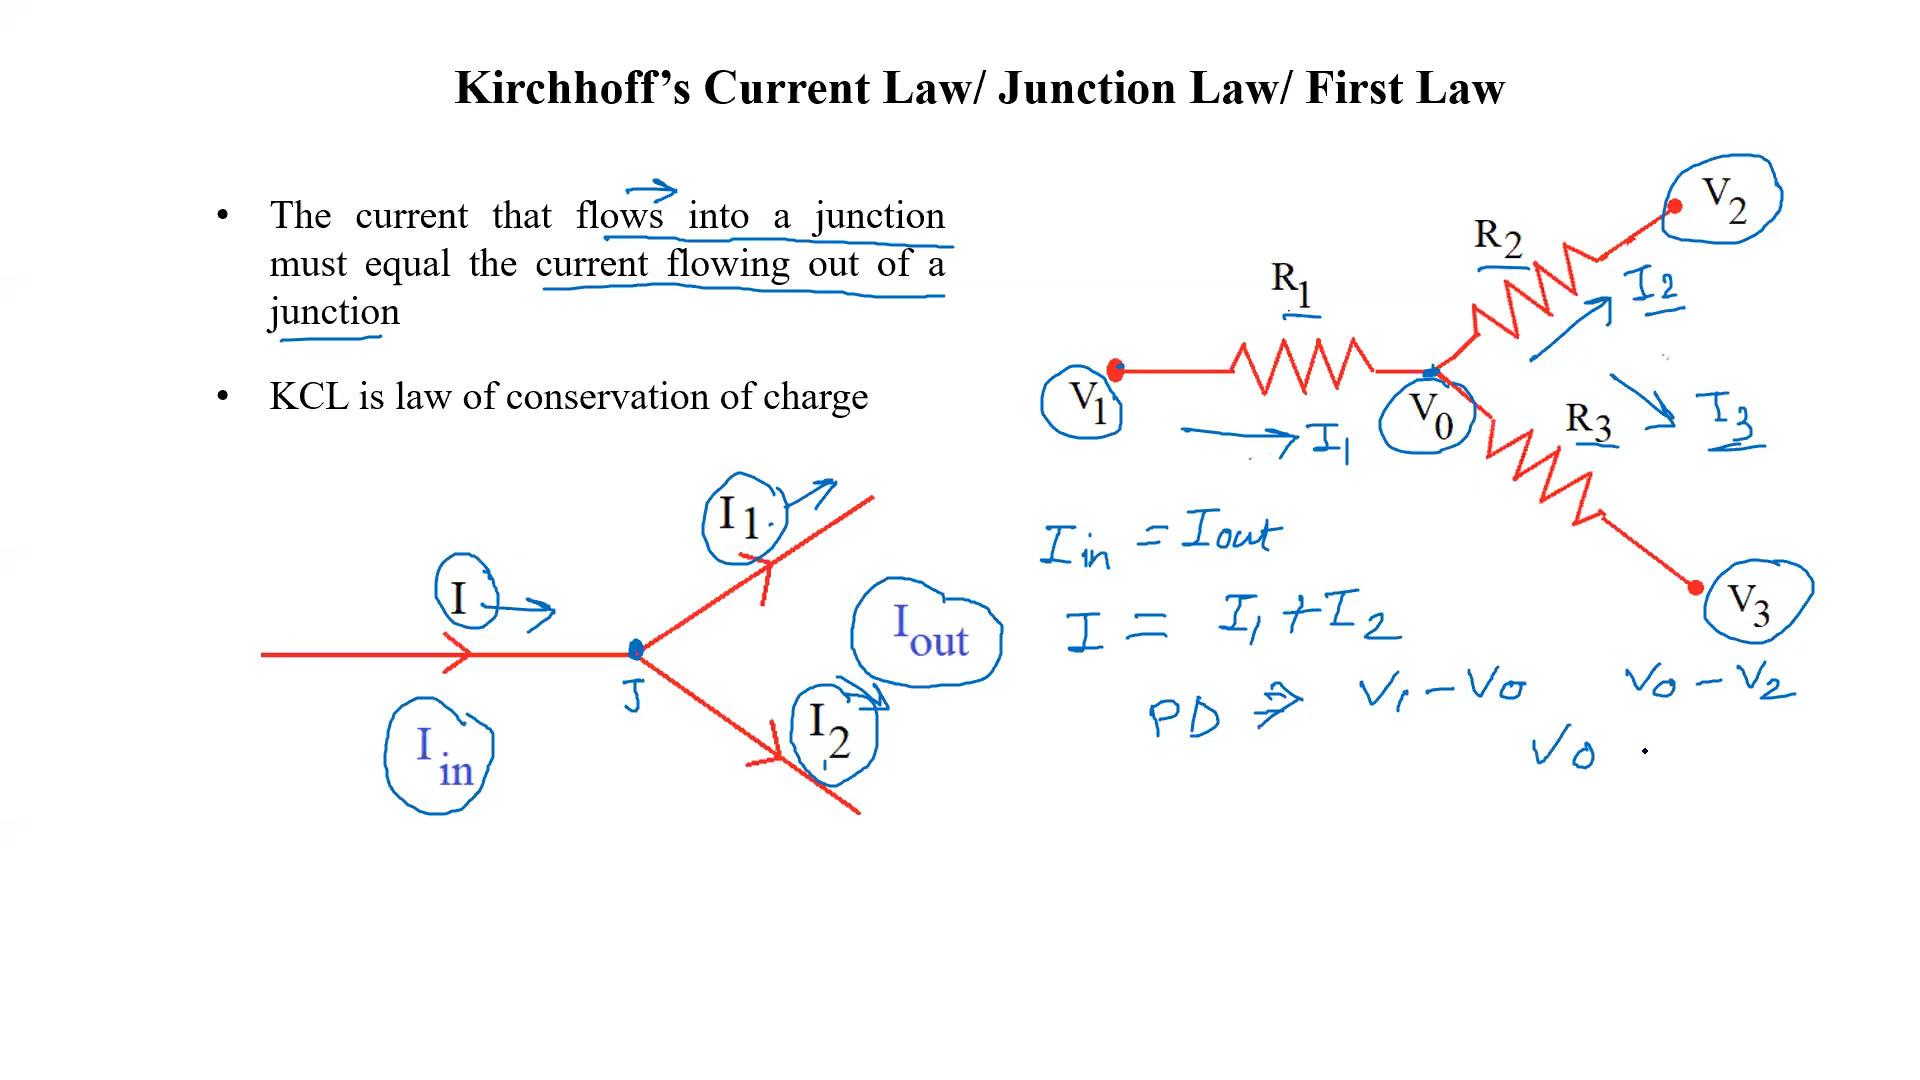 Kirchhoff's Current Law/ Junction Law/ First Law
• The current that flows into a junction
must equal the current flowing out of a
junction
• KCL is law of conservation of charge
I
I1
I2
Iin
Iout
J
V1
R1
I1
V0
R2
I2
V2
R3
I3
V3
Iin = Iout
I = I1 + I2
PD ⇒ V1 - V0 V0 - V2
V0